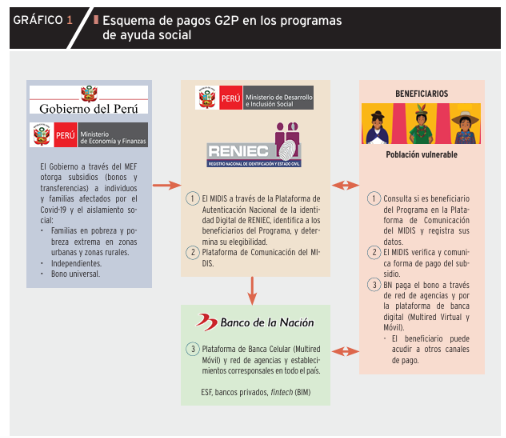 GRÁFICO 1
Esquema de pagos G2P en los programas
de ayuda social
Gobierno del Perú
PERÚ
Ministerio
de Economía y Finanzas
El Gobierno a través del MEF
otorga subsidios (bonos y
transferencias) a individuos
y familias afectados por el
Covid-19 y el aislamiento so-
cial:
• Familias en pobreza y po-
breza extrema en zonas
urbanas y zonas rurales.
• Independientes.
• Bono universal.
PERÚ
Ministerio de Desarrollo
e Inclusión Social
RENIEC
REGISTRO NACIONAL DE IDENTIFICACIÓN Y ESTADO CIVIL
1 El MIDIS a través de la Plataforma de
Autenticación Nacional de la identi-
dad Digital de RENIEC, identifica a los
beneficiarios del Programa, y deter-
mina su elegibilidad.
2 Plataforma de Comunicación del MI-
DIS.
Banco de la Nación
3 Plataforma de Banca Celular (Multired
Móvil) y red de agencias y estableci-
mientos corresponsales en todo el país.
ESF, bancos privados, fintech (BIM)
BENEFICIARIOS
Población vulnerable
1 Consulta si es beneficiario
del Programa en la Plata-
forma de Comunicación
del MIDIS y registra sus
datos.
2 El MIDIS verifica y comuni-
ca forma de pago del sub-
sidio.
3 BN paga el bono a través
de red de agencias y por
la plataforma de banca
digital (Multired Virtual y
Móvil).
• El beneficiario puede
acudir a otros canales
de pago.